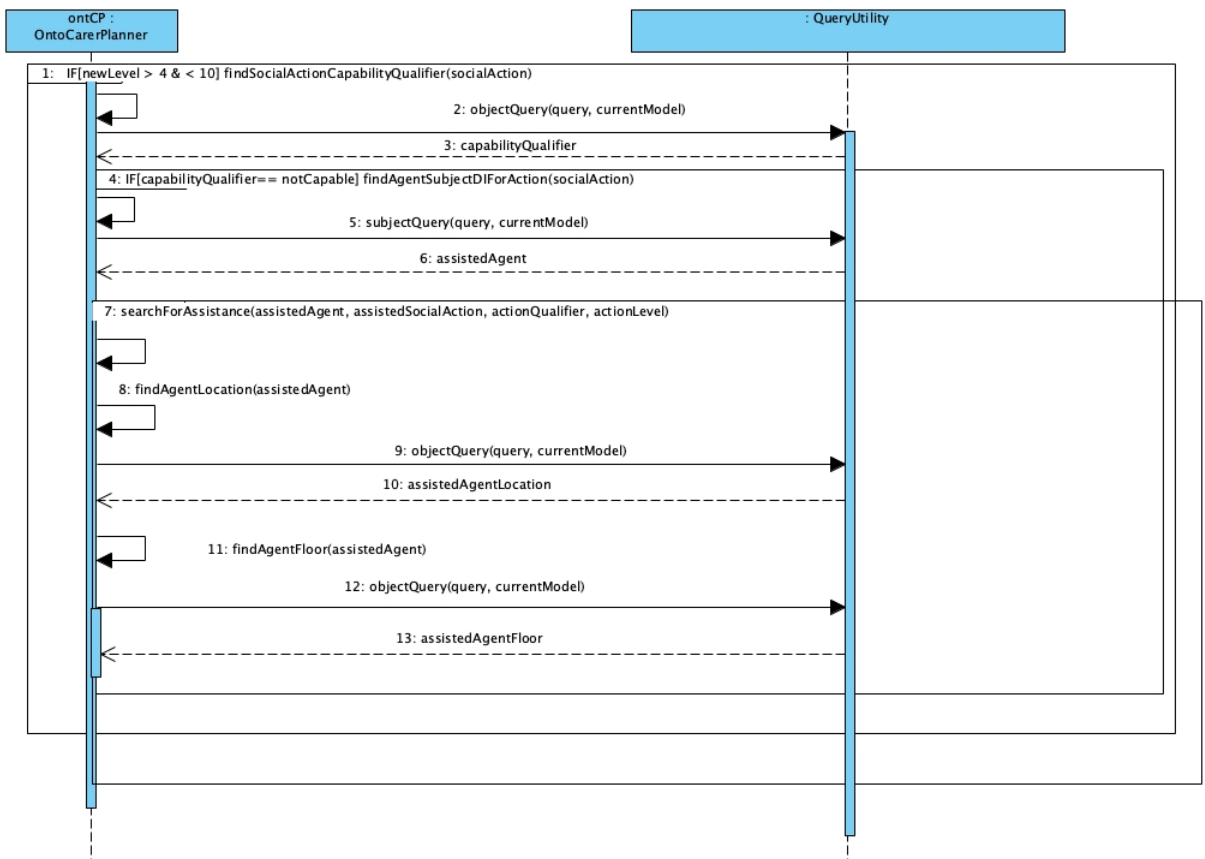 ontCP :
OntoCarerPlanner
: QueryUtility
1: IF[newLevel > 4 & < 10] findSocialActionCapabilityQualifier(socialAction)
2: objectQuery(query, currentModel)
3: capabilityQualifier
4: IF[capabilityQualifier== notCapable] findAgentSubjectDIForAction(socialAction)
5: subjectQuery(query, currentModel)
6: assistedAgent
7: searchForAssistance(assistedAgent, assistedSocialAction, actionQualifier, actionLevel)
8: findAgentLocation(assistedAgent)
9: objectQuery(query, currentModel)
10: assistedAgentLocation
11: findAgentFloor(assistedAgent)
12: objectQuery(query, currentModel)
13: assistedAgentFloor